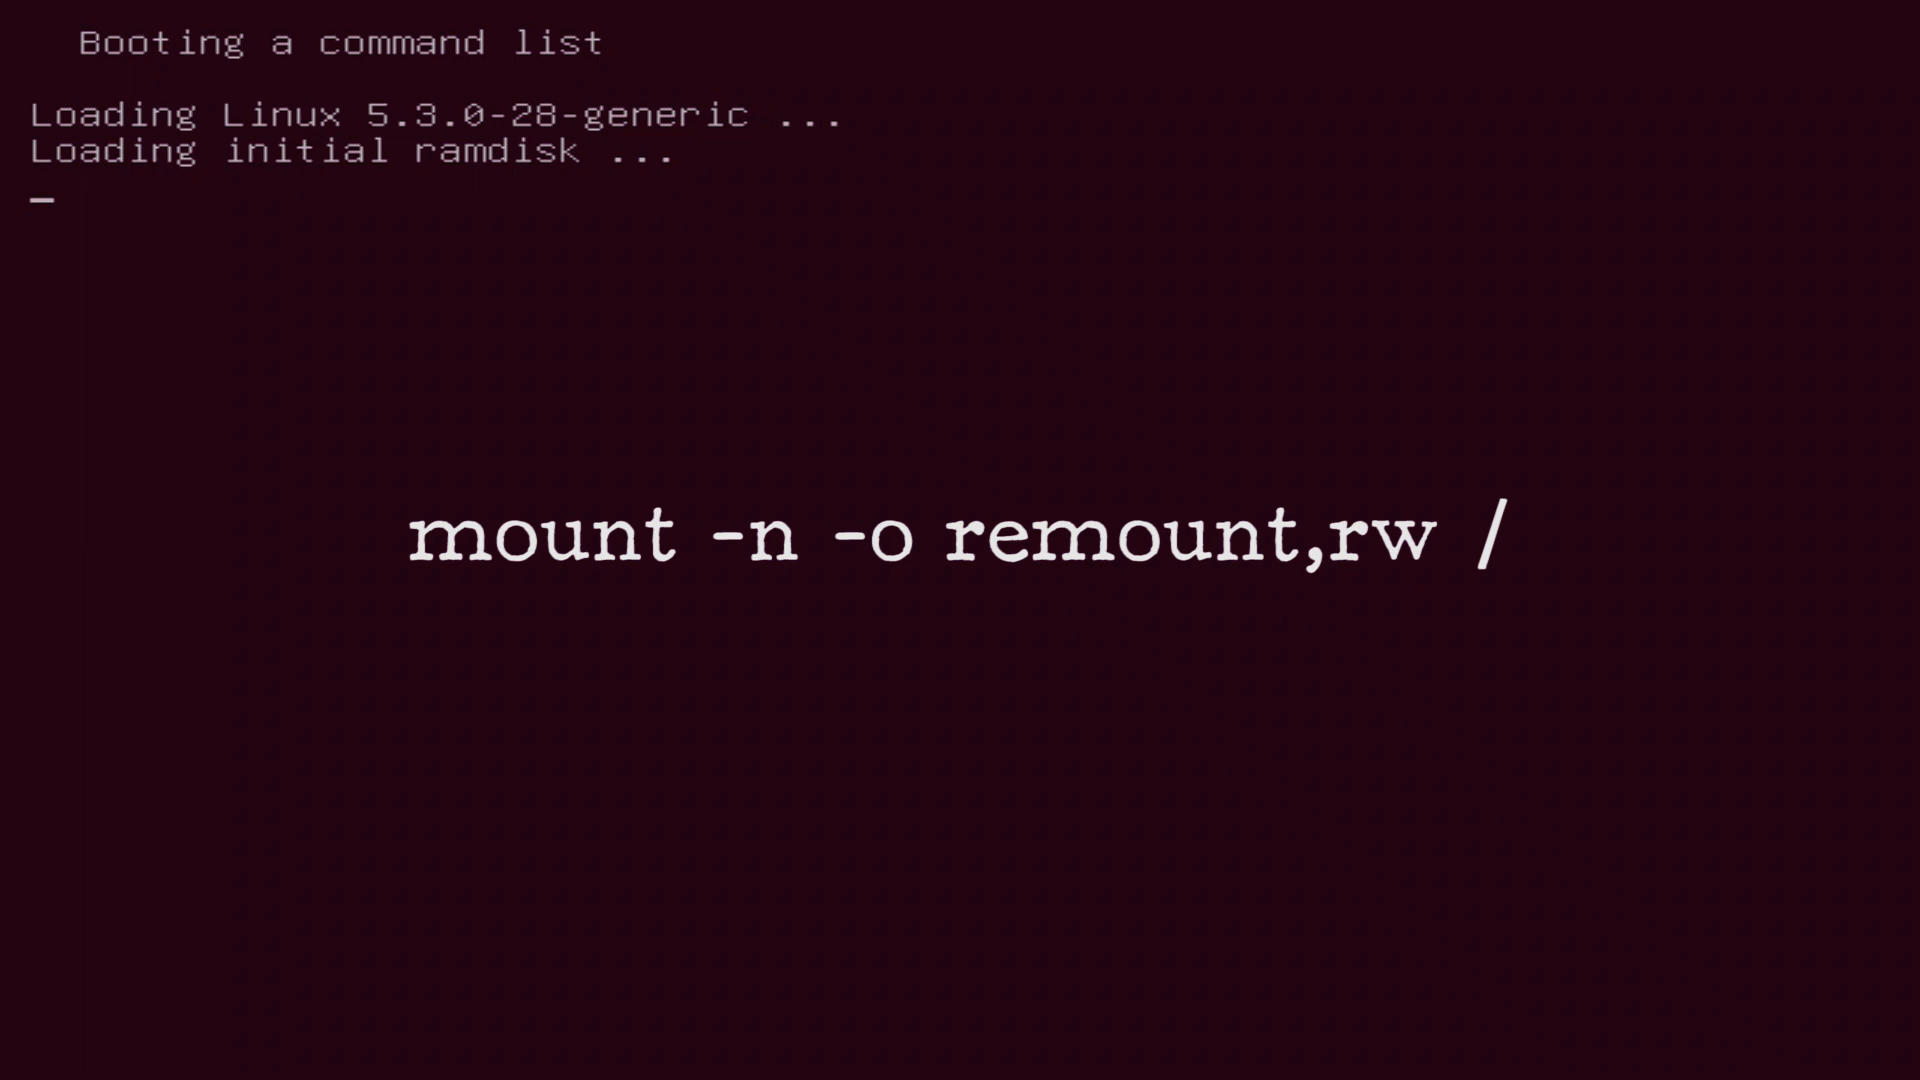 Booting a command list
Loading Linux 5.3.0-28-generic ...
Loading initial ramdisk ...
mount -n -o remount,rw /